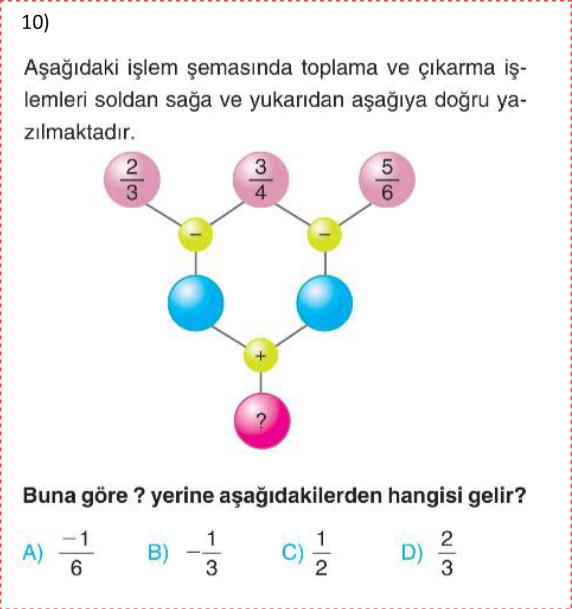 10)
Aşağıdaki işlem şemasında toplama ve çıkarma iş-
lemleri soldan sağa ve yukarıdan aşağıya doğru ya-
zılmaktadır.
2/3 3/4 5/6
− −
+
?
Buna göre ? yerine aşağıdakilerden hangisi gelir?
A) −1/6 B) −1/3 C) 1/2 D) 2/3